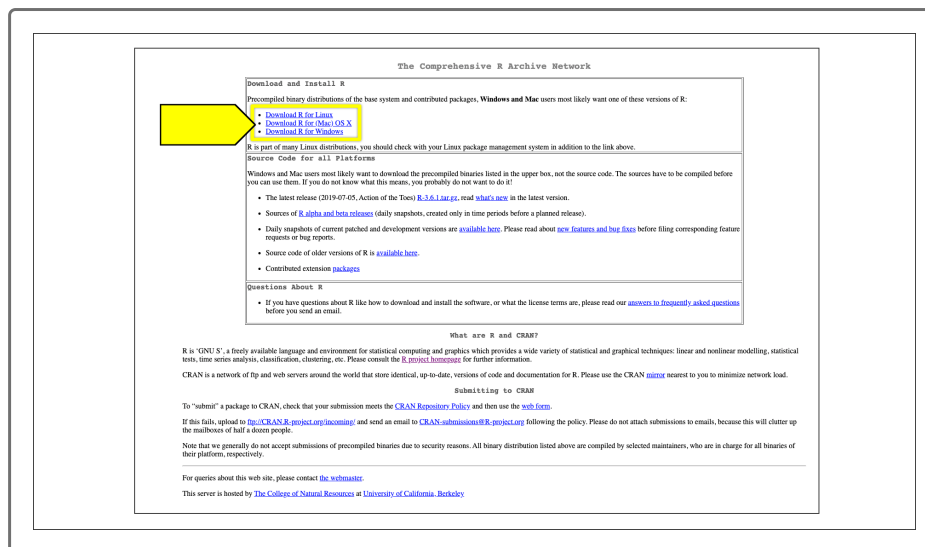 The Comprehensive R Archive Network
Download and Install R
Precompiled binary distributions of the base system and contributed packages, Windows and Mac users most likely want one of these versions of R:
• Download R for Linux
• Download R for (Mac) OS X
• Download R for Windows
R is part of many Linux distributions, you should check with your Linux package management system in addition to the link above.
Source Code for all Platforms
Windows and Mac users most likely want to download the precompiled binaries listed in the upper box, not the source code. The sources have to be compiled before
you can use them. If you do not know what this means, you probably do not want to do it!
• The latest release (2019-07-05, Action of the Toes) R-3.6.1.tar.gz, read what's new in the latest version.
• Sources of R alpha and beta releases (daily snapshots, created only in time periods before a planned release).
• Daily snapshots of current patched and development versions are available here. Please read about new features and bug fixes before filing corresponding feature
requests or bug reports.
• Source code of older versions of R is available here.
• Contributed extension packages
Questions About R
• If you have questions about R like how to download and install the software, or what the license terms are, please read our answers to frequently asked questions
before you send an email.
What are R and CRAN?
R is 'GNU S', a freely available language and environment for statistical computing and graphics which provides a wide variety of statistical and graphical techniques: linear and nonlinear modelling, statistical
tests, time series analysis, classification, clustering, etc. Please consult the R project homepage for further information.
CRAN is a network of ftp and web servers around the world that store identical, up-to-date, versions of code and documentation for R. Please use the CRAN mirror nearest to you to minimize network load.
Submitting to CRAN
To "submit" a package to CRAN, check that your submission meets the CRAN Repository Policy and then use the web form.
If this fails, upload to ftp://CRAN.R-project.org/incoming/ and send an email to CRAN-submissions@R-project.org following the policy. Please do not attach submissions to emails, because this will clutter up
the mailboxes of half a dozen people.
Note that we generally do not accept submissions of precompiled binaries due to security reasons. All binary distribution listed above are compiled by selected maintainers, who are in charge for all binaries of
their platform, respectively.
For queries about this web site, please contact the webmaster.
This server is hosted by The College of Natural Resources at University of California, Berkeley